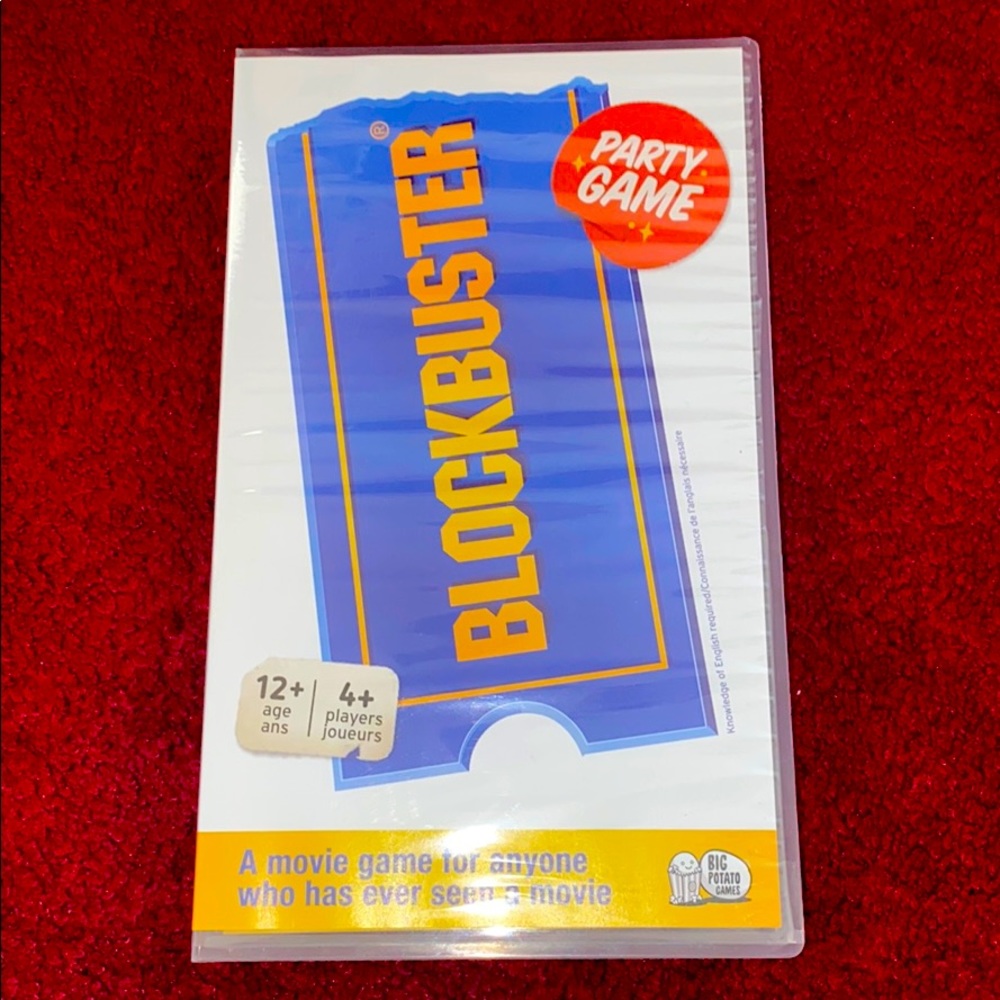 BLOCKBUSTER®
PARTY
GAME
Knowledge of English required/Connaissance de l'anglais nécessaire
12+
age
ans
4+
players
joueurs
A movie game for anyone
who has ever seen a movie
BIG
POTATO
GAMES